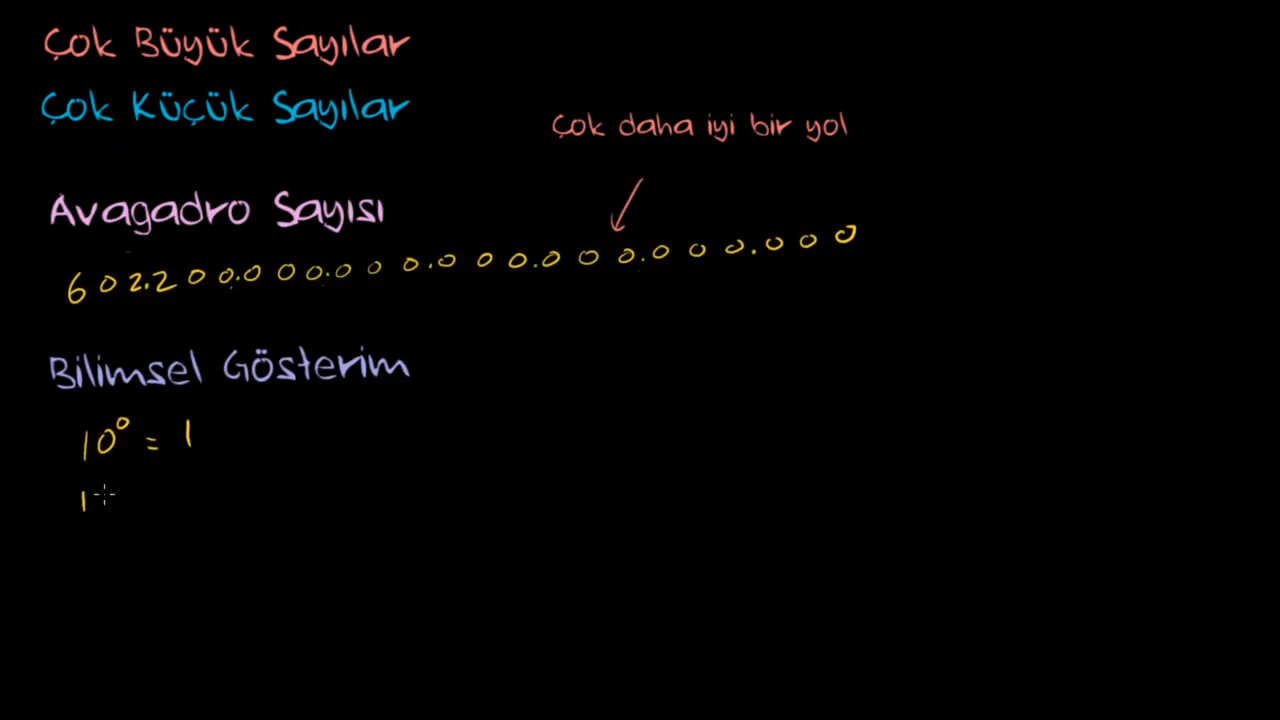 Çok Büyük Sayılar
Çok Küçük Sayılar
Çok daha iyi bir yol
Avagadro Sayısı
602.200.000.000.000.000.000.000
Bilimsel Gösterim
10⁰ = 1
1